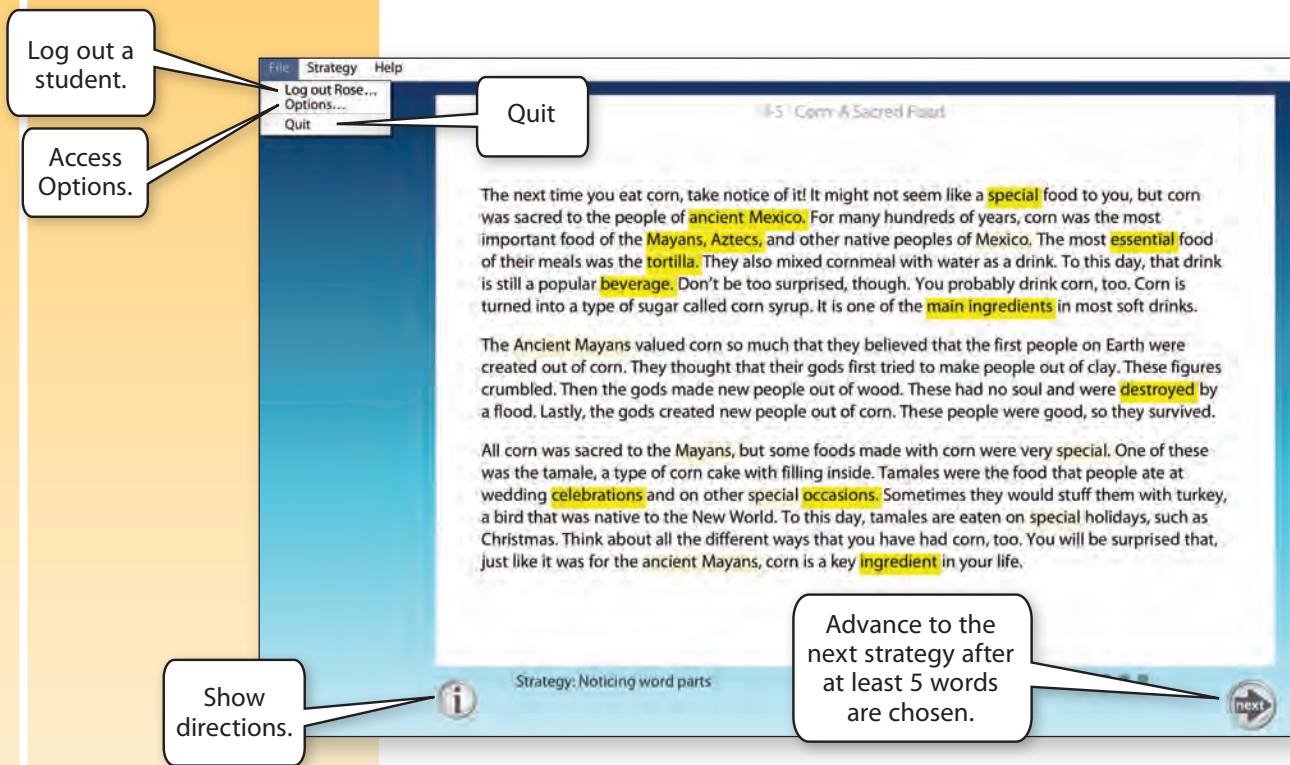 Log out a
student.
File Strategy Help
Log out Rose...
Options...
Quit
Quit
Access
Options.
Corn: A Sacred Food
The next time you eat corn, take notice of it! It might not seem like a special food to you, but corn
was sacred to the people of ancient Mexico. For many hundreds of years, corn was the most
important food of the Mayans, Aztecs, and other native peoples of Mexico. The most essential food
of their meals was the tortilla. They also mixed cornmeal with water as a drink. To this day, that drink
is still a popular beverage. Don't be too surprised, though. You probably drink corn, too. Corn is
turned into a type of sugar called corn syrup. It is one of the main ingredients in most soft drinks.
The Ancient Mayans valued corn so much that they believed that the first people on Earth were
created out of corn. They thought that their gods first tried to make people out of clay. These figures
crumbled. Then the gods made new people out of wood. These had no soul and were destroyed by
a flood. Lastly, the gods created new people out of corn. These people were good, so they survived.
All corn was sacred to the Mayans, but some foods made with corn were very special. One of these
was the tamale, a type of corn cake with filling inside. Tamales were the food that people ate at
wedding celebrations and on other special occasions. Sometimes they would stuff them with turkey,
a bird that was native to the New World. To this day, tamales are eaten on special holidays, such as
Christmas. Think about all the different ways that you have had corn, too. You will be surprised that,
just like it was for the ancient Mayans, corn is a key ingredient in your life.
Advance to the
next strategy after
at least 5 words
are chosen.
Show
directions.
i
Strategy: Noticing word parts
next